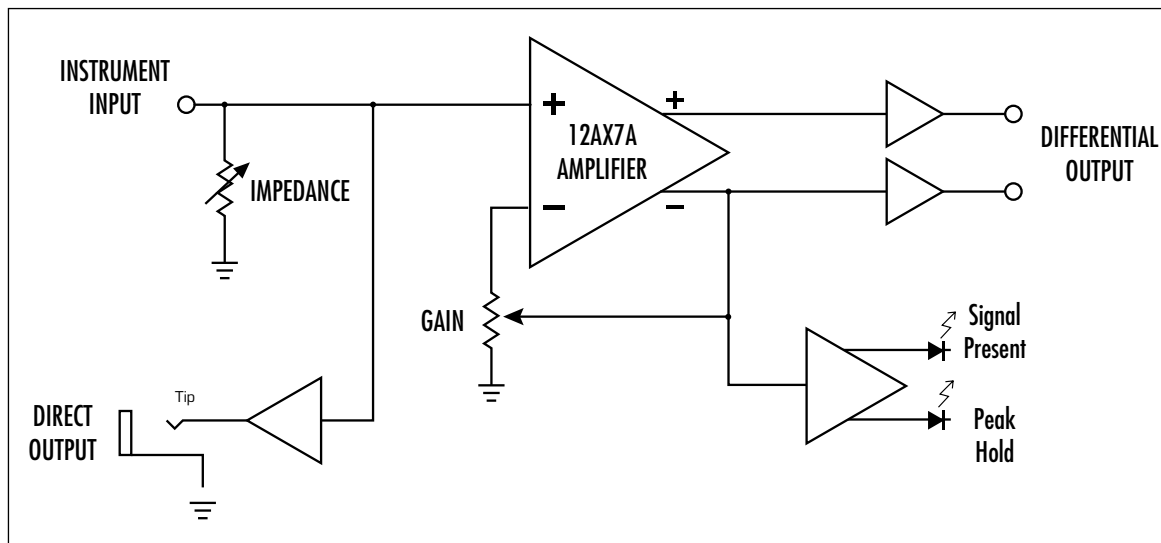 INSTRUMENT
INPUT
IMPEDANCE
+
12AX7A
AMPLIFIER
−
+
−
DIFFERENTIAL
OUTPUT
GAIN
Signal
Present
Peak
Hold
Tip
DIRECT
OUTPUT